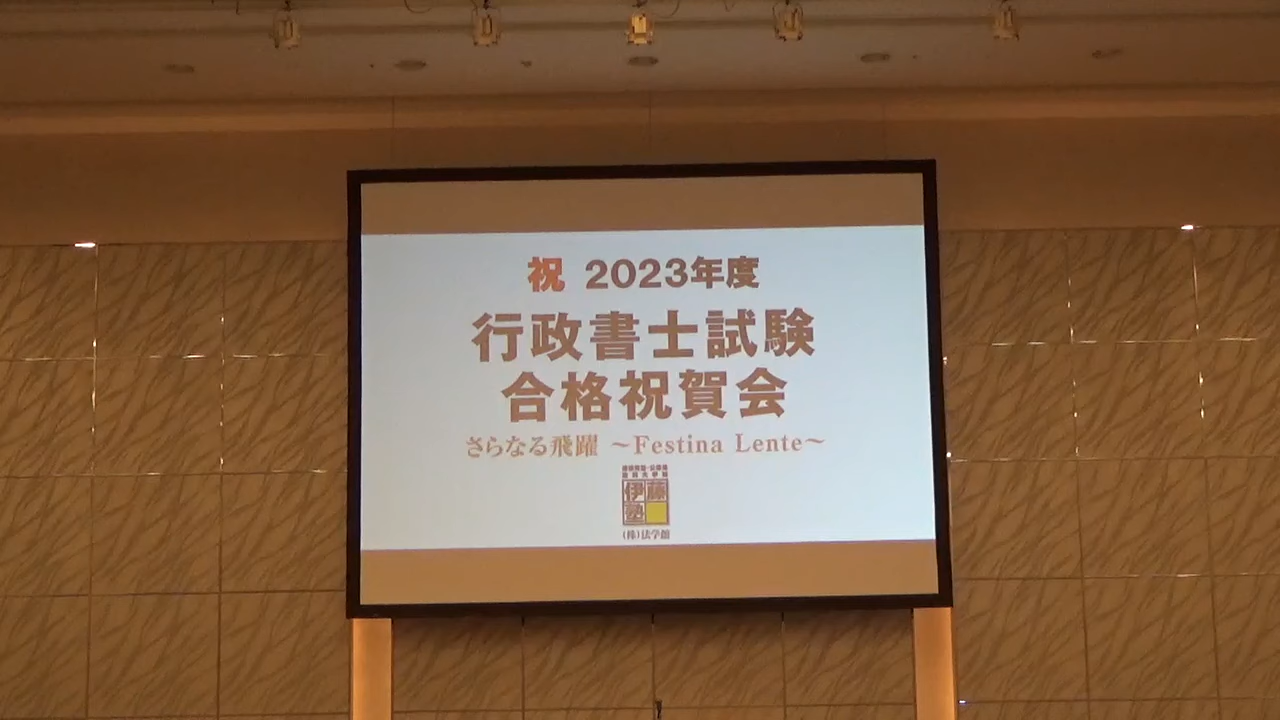 祝 2023年度
行政書士試験
合格祝賀会
さらなる飛躍 ～Festina Lente～
伊藤
塾
(株)法学館